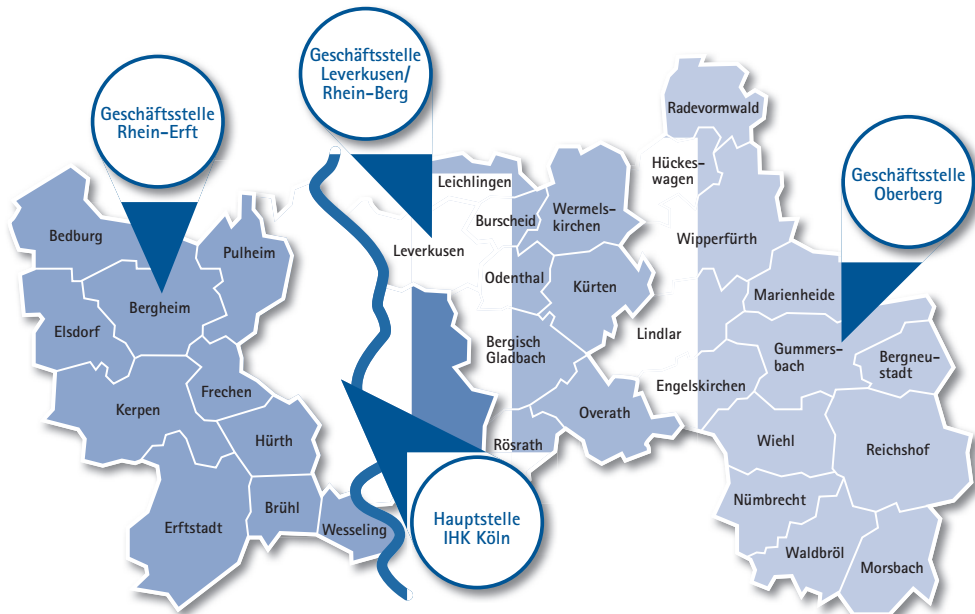 Geschäftsstelle
Leverkusen/
Rhein-Berg
Geschäftsstelle
Rhein-Erft
Geschäftsstelle
Oberberg
Hauptstelle
IHK Köln
Radevormwald
Hückes-
wagen
Leichlingen
Burscheid
Wermels-
kirchen
Wipperfürth
Bedburg
Pulheim
Leverkusen
Odenthal
Kürten
Marienheide
Bergheim
Elsdorf
Lindlar
Bergisch
Gladbach
Gummers-
bach
Bergneu-
stadt
Frechen
Kerpen
Engelskirchen
Overath
Hürth
Rösrath
Wiehl
Reichshof
Nümbrecht
Brühl
Erftstadt
Wesseling
Waldbröl
Morsbach